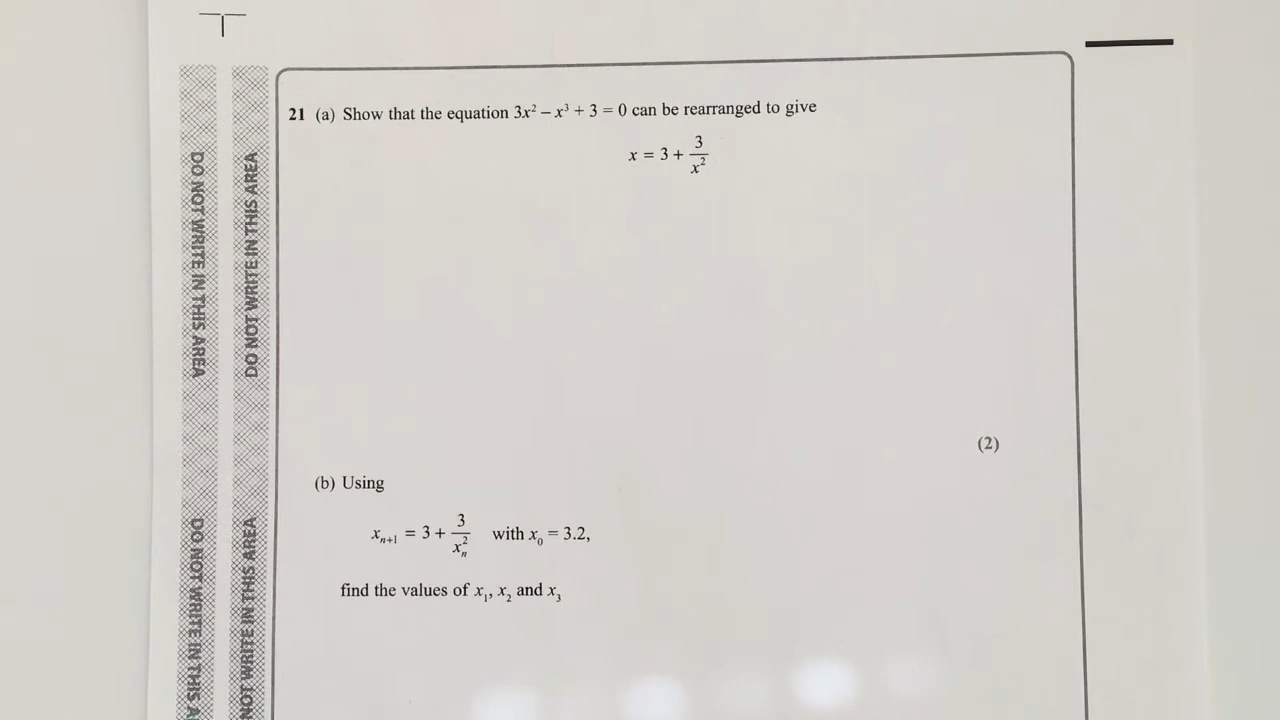 21 (a) Show that the equation 3x² – x³ + 3 = 0 can be rearranged to give
x = 3 + 3/x²
(2)
(b) Using
xₙ₊₁ = 3 + 3/xₙ² with x₀ = 3.2,
find the values of x₁, x₂ and x₃
DO NOT WRITE IN THIS AREA
DO NOT WRITE IN THIS AREA
DO NOT WRITE IN THIS A
NOT WRITE IN THIS AREA